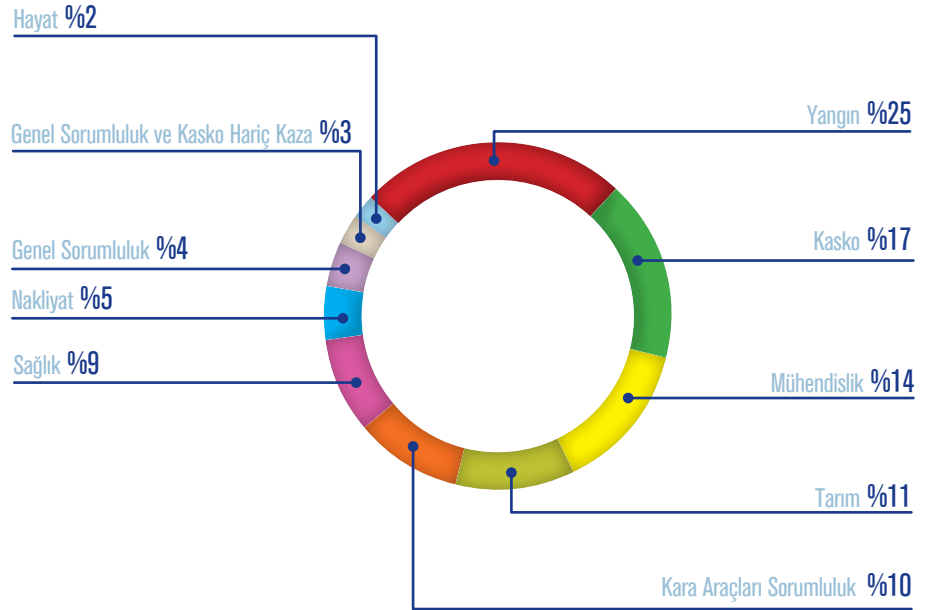 Hayat %2
Genel Sorumluluk ve Kasko Hariç Kaza %3
Genel Sorumluluk %4
Nakliyat %5
Sağlık %9
Yangın %25
Kasko %17
Mühendislik %14
Tarım %11
Kara Araçları Sorumluluk %10